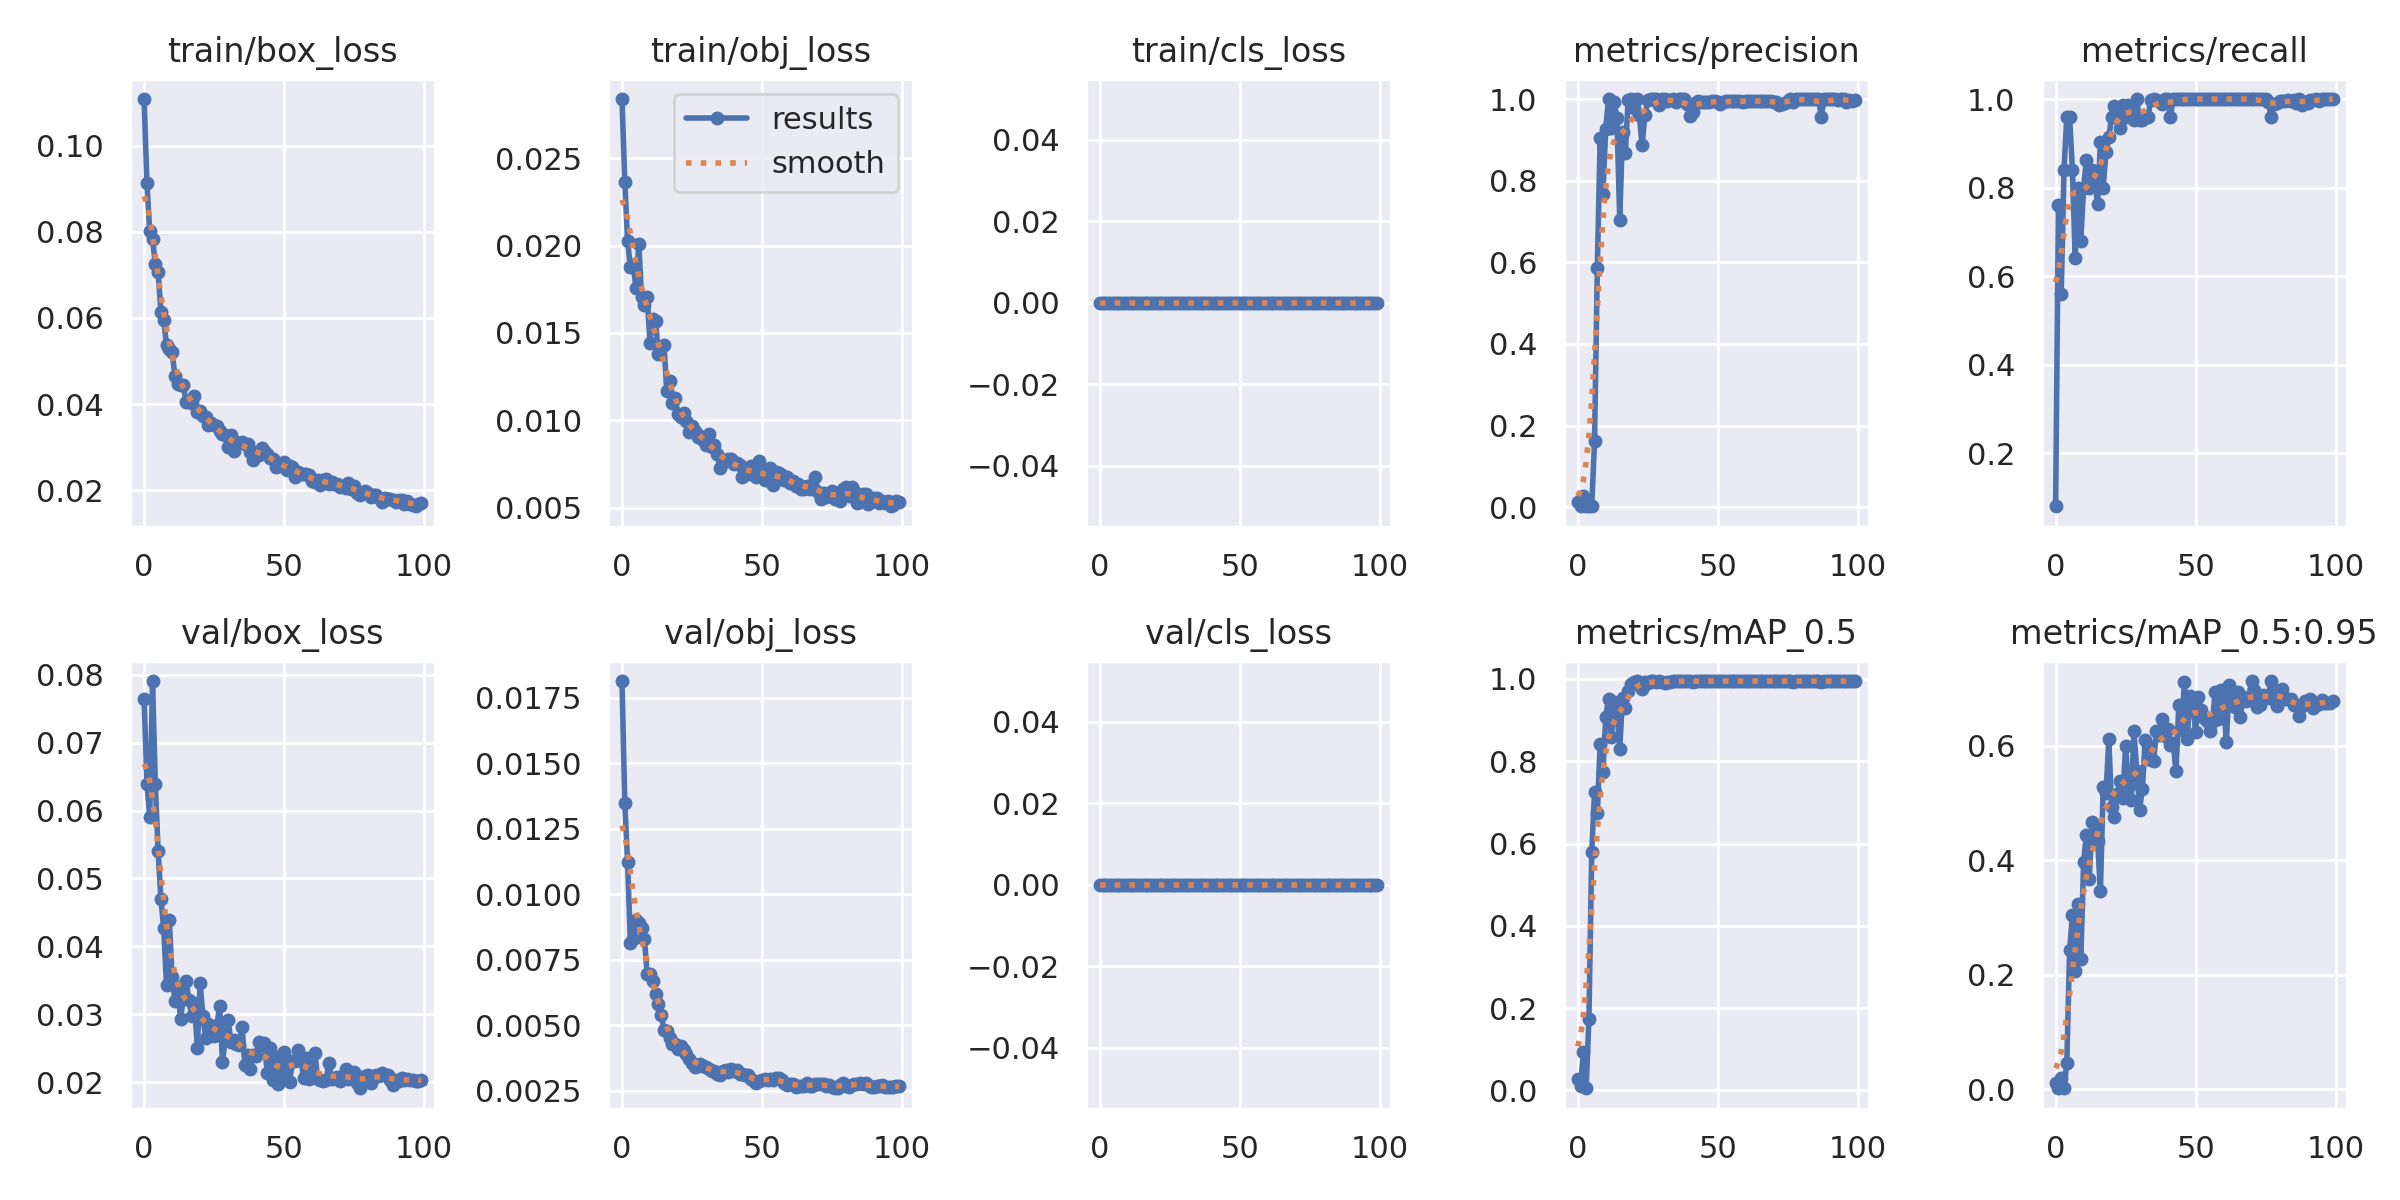 train/box_loss
0.10
0.08
0.06
0.04
0.02
0 50 100
train/obj_loss
results
smooth
0.025
0.020
0.015
0.010
0.005
0 50 100
train/cls_loss
0.04
0.02
0.00
−0.02
−0.04
0 50 100
metrics/precision
1.0
0.8
0.6
0.4
0.2
0.0
0 50 100
metrics/recall
1.0
0.8
0.6
0.4
0.2
0 50 100
val/box_loss
0.08
0.07
0.06
0.05
0.04
0.03
0.02
0 50 100
val/obj_loss
0.0175
0.0150
0.0125
0.0100
0.0075
0.0050
0.0025
0 50 100
val/cls_loss
0.04
0.02
0.00
−0.02
−0.04
0 50 100
metrics/mAP_0.5
1.0
0.8
0.6
0.4
0.2
0.0
0 50 100
metrics/mAP_0.5:0.95
0.6
0.4
0.2
0.0
0 50 100